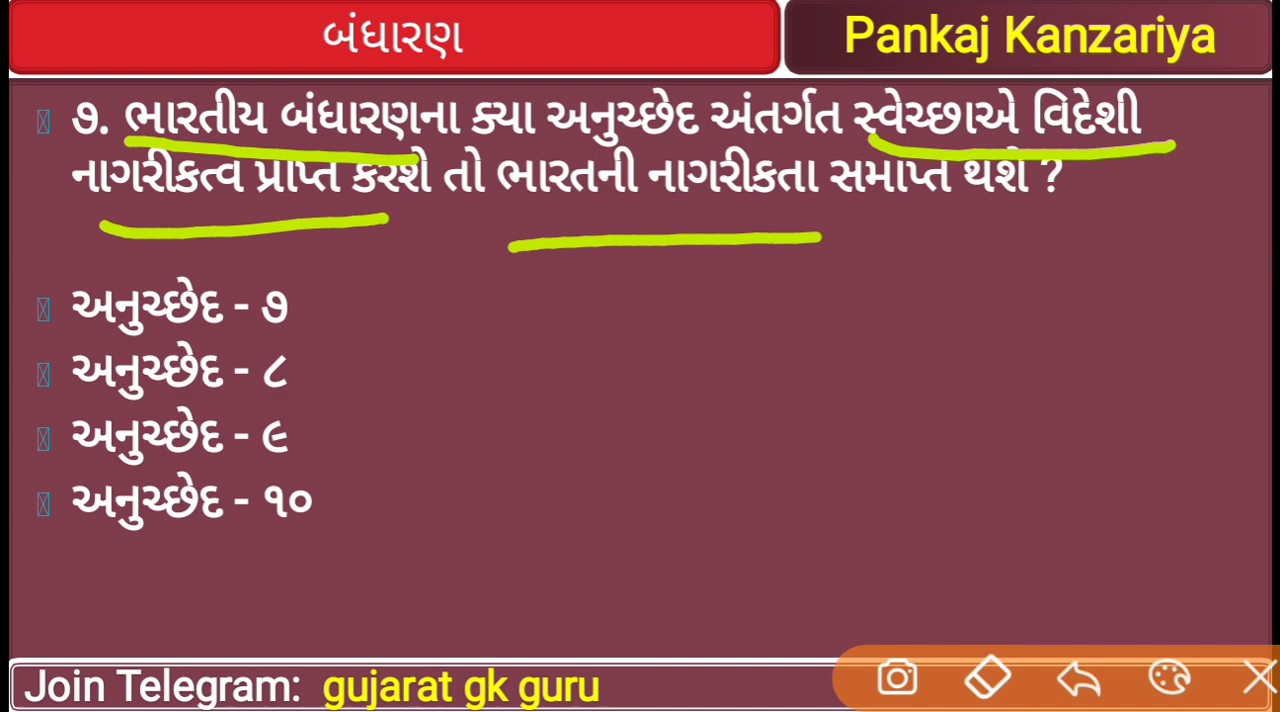 બંધારણ
Pankaj Kanzariya
૭. ભારતીય બંધારણના ક્યા અનુચ્છેદ અંતર્ગત સ્વેચ્છાએ વિદેશી
નાગરીકત્વ પ્રાપ્ત કરશે તો ભારતની નાગરીકતા સમાપ્ત થશે ?
અનુચ્છેદ - ૭
અનુચ્છેદ - ૮
અનુચ્છેદ - ૯
અનુચ્છેદ - ૧૦
Join Telegram: gujarat gk guru